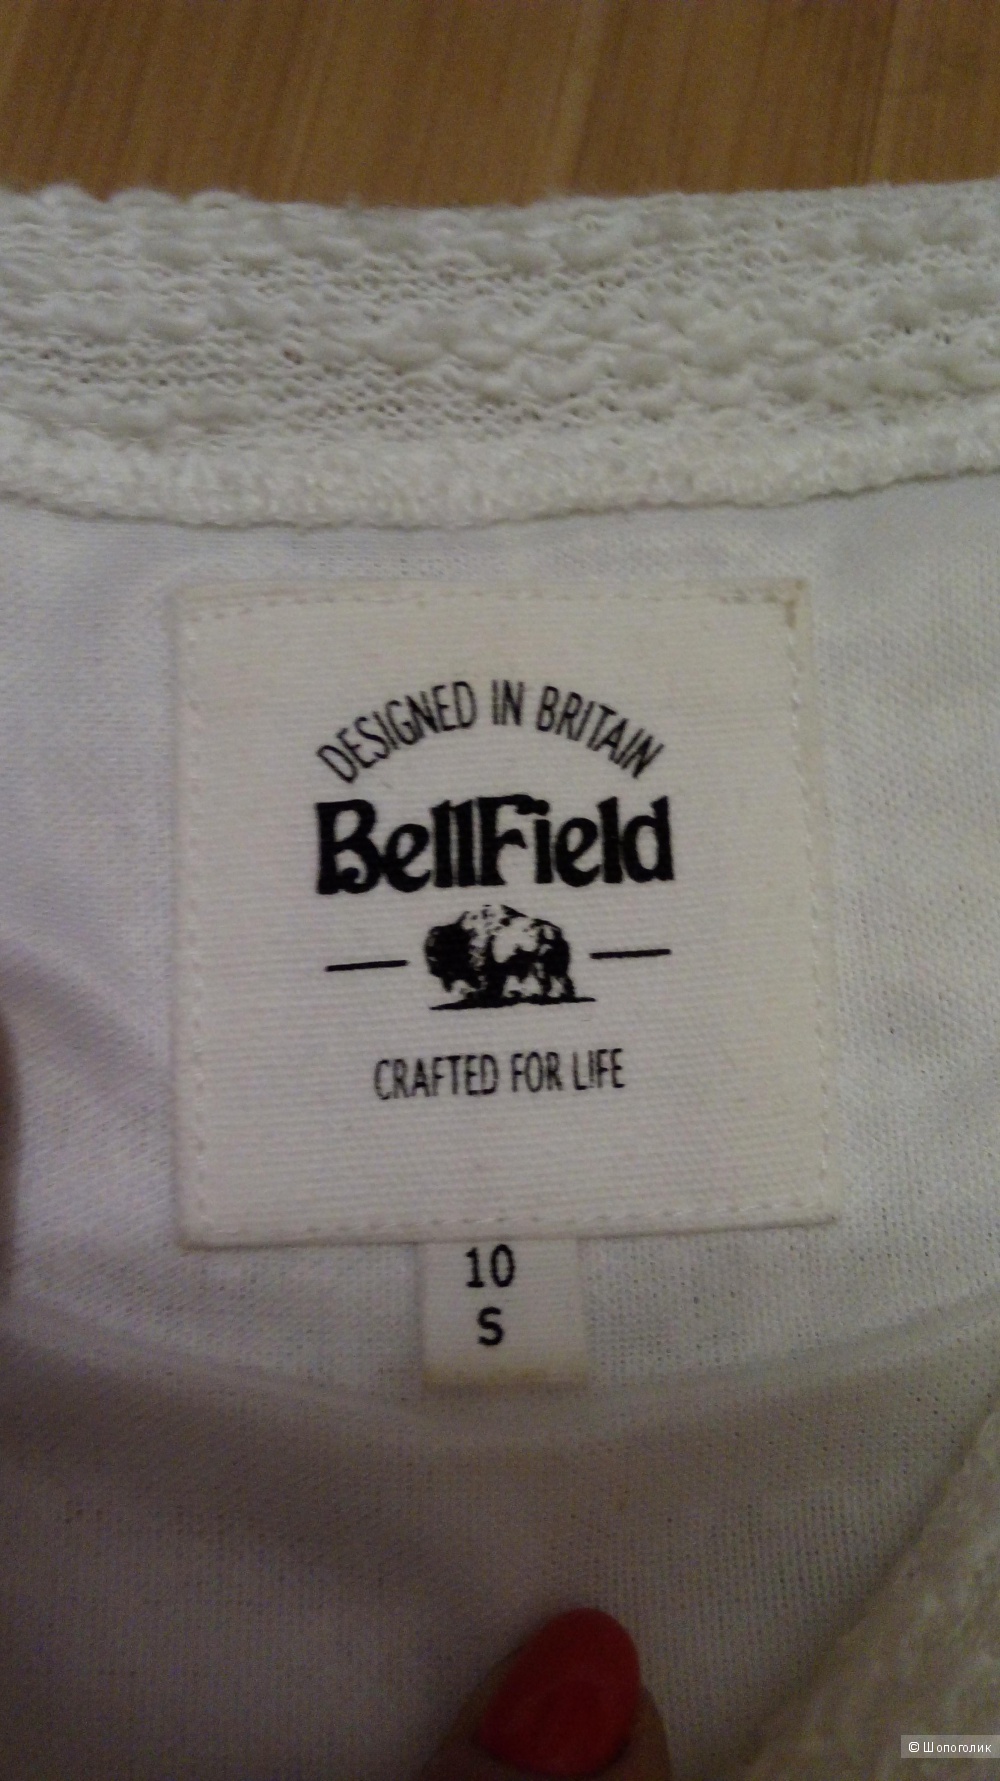 DESIGNED IN BRITAIN
BellField
CRAFTED FOR LIFE
10
S
© Шопоголик